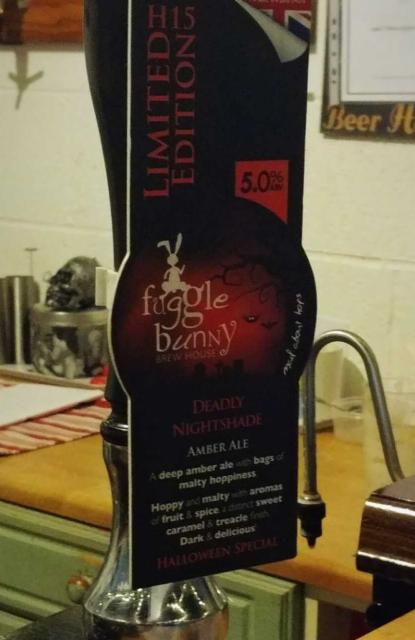 H15
LIMITED
EDITION
5.0%
ABV
fuggle
bunny
BREW HOUSE
mad about hops
DEADLY
NIGHTSHADE
AMBER ALE
A deep amber ale with bags of
malty hoppiness.
Hoppy and malty with aromas
of fruit & spice, a distinct sweet
caramel & treacle finish.
Dark & delicious!
HALLOWEEN SPECIAL
Beer